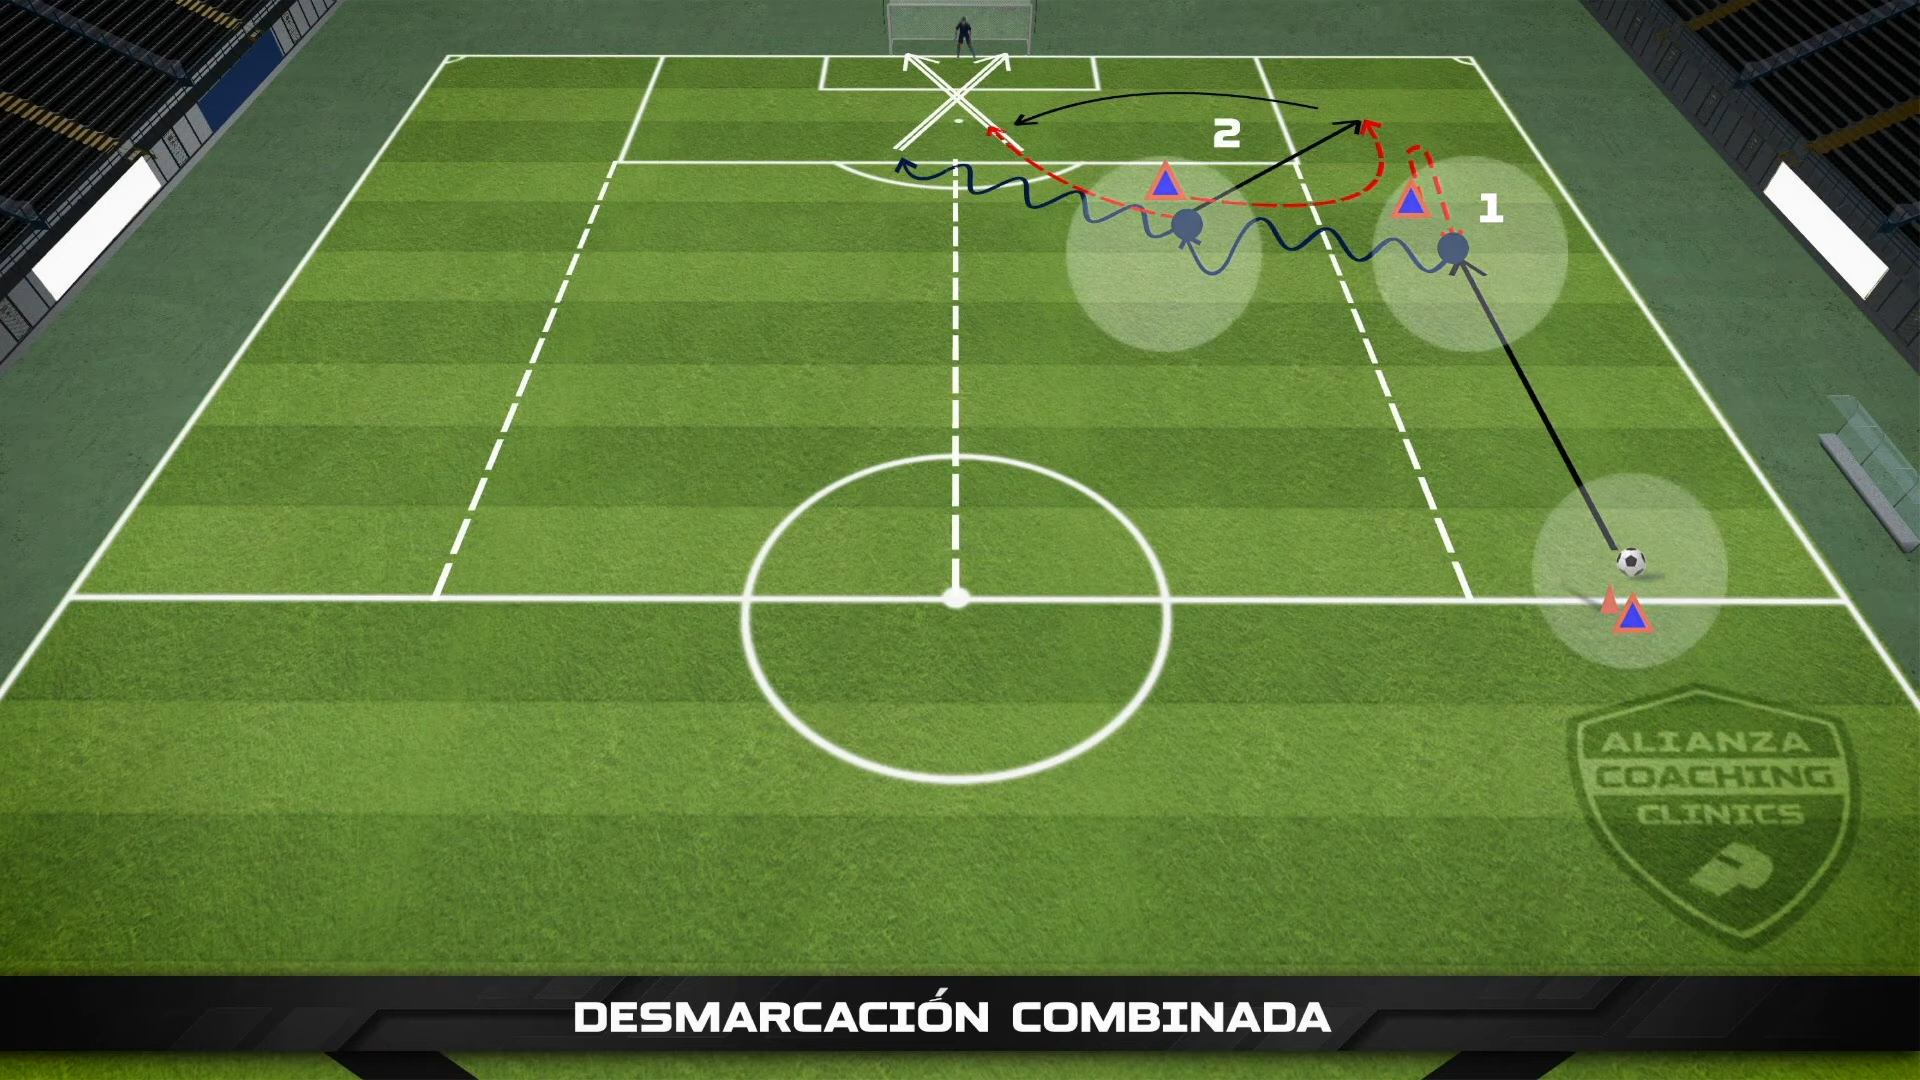 2
1
ALIANZA
COACHING
CLINICS
DESMARCACIÓN COMBINADA